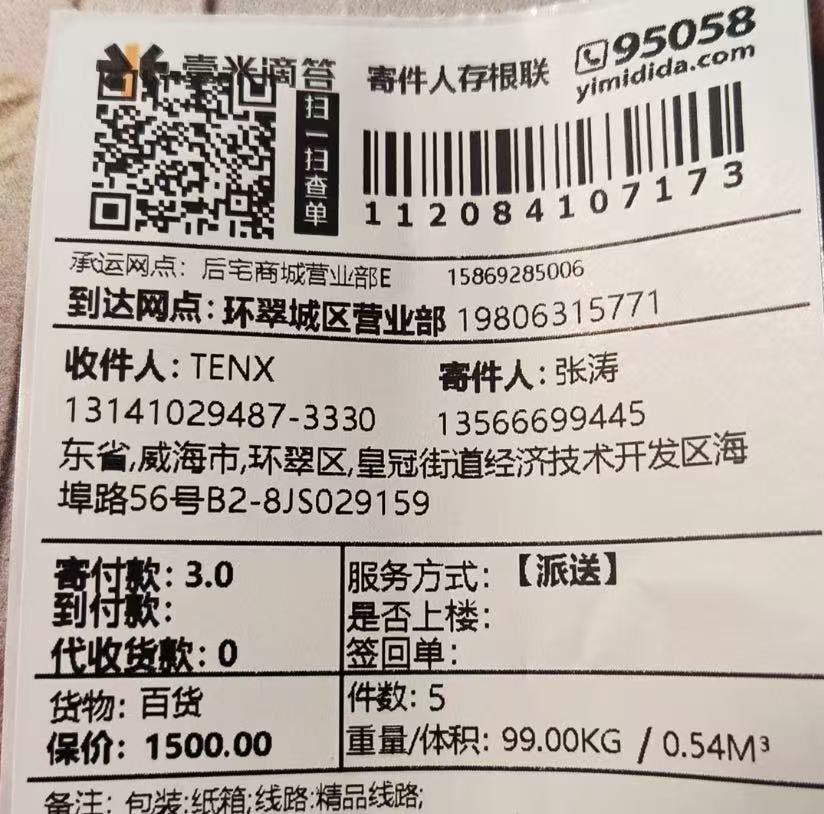 壹米滴答 寄件人存根联 95058
yimidida.com
扫一扫查单
112084107173
承运网点：后宅商城营业部E 15869285006
到达网点：环翠城区营业部 19806315771
收件人：TENX 寄件人：张涛
13141029487-3330 13566699445
东省,威海市,环翠区,皇冠街道经济技术开发区海
埠路56号B2-8JS029159
寄付款：3.0 服务方式：【派送】
到付款： 是否上楼：
代收货款：0 签回单：
货物：百货 件数：5
保价：1500.00 重量/体积：99.00KG / 0.54M³
备注：包装:纸箱;线路:精品线路;